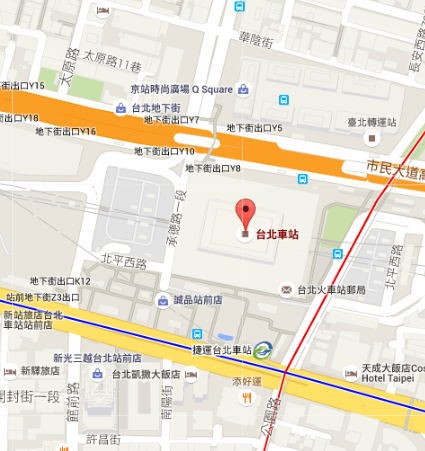 華陰街
太原路11巷
太原路
長安西路
街出口Y15
京站時尚廣場 Q Square
台北地下街
地下街出口Y7
出口Y18
地下街出口Y16
地下街出口Y5
臺北轉運站
地下街出口Y10
地下街出口Y8
市民大道高
承德路一段
台北車站
北平西路
北平西路
地下街出口K12
站前地下街Z3出口
台北火車站郵局
誠品站前店
新站旅店台北
車站站前店
捷運台北車站
新光三越台北站前店
新驛旅店
台北凱撒大飯店
天成大飯店Cos
Hotel Taipei
添好運
開封街一段
館前路
南陽街
公園路
許昌街